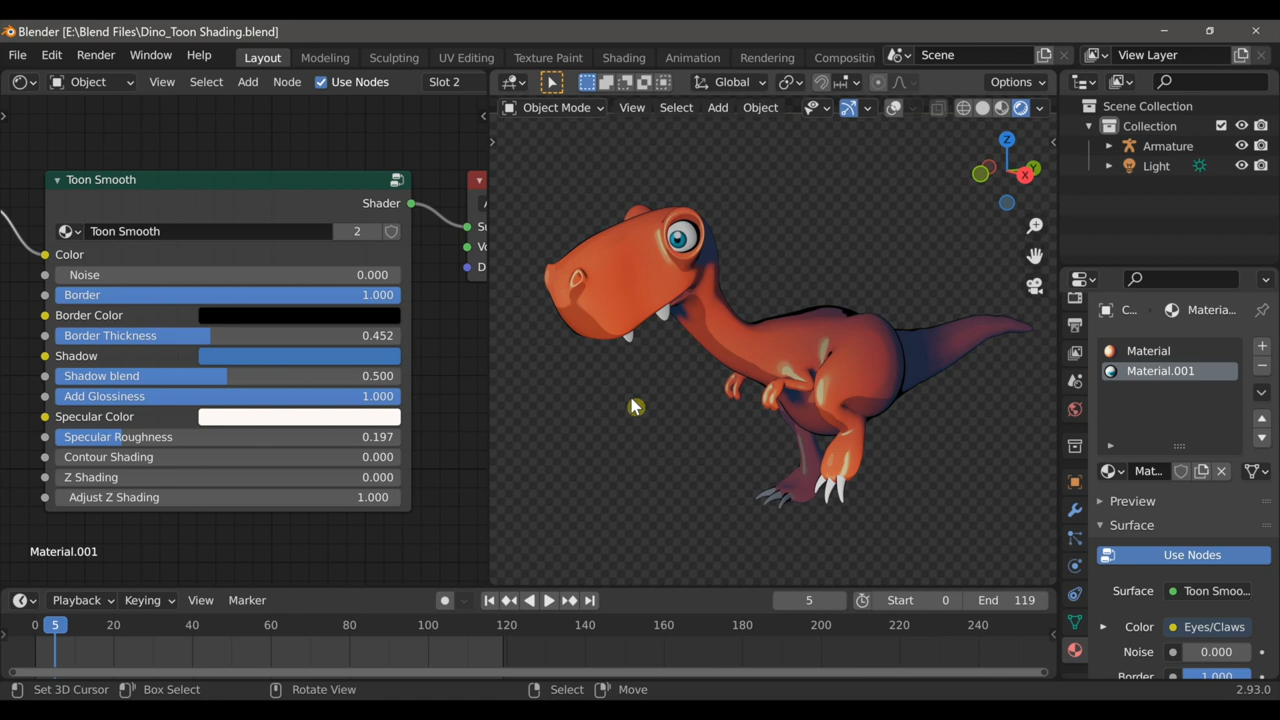 Blender [E:\Blend Files\Dino_Toon Shading.blend]
File Edit Render Window Help Layout Modeling Sculpting UV Editing Texture Paint Shading Animation Rendering Compositin Scene View Layer
Object View Select Add Node Use Nodes Slot 2 Global Options
Object Mode View Select Add Object
Scene Collection
Collection
Armature
Light
Z
Y
X
Toon Smooth
Shader
Toon Smooth 2
Color
Noise 0.000
Border 1.000
Border Color
Border Thickness 0.452
Shadow
Shadow blend 0.500
Add Glossiness 1.000
Specular Color
Specular Roughness 0.197
Contour Shading 0.000
Z Shading 0.000
Adjust Z Shading 1.000
Material.001
C... Materia...
Material
Material.001
Mat...
Preview
Surface
Use Nodes
Surface Toon Smoo...
Color Eyes/Claws
Noise 0.000
Border 1.000
Playback Keying View Marker 5 Start 0 End 119
0 5 20 40 60 80 100 120 140 160 180 200 220 240
Set 3D Cursor Box Select Rotate View Select Move 2.93.0